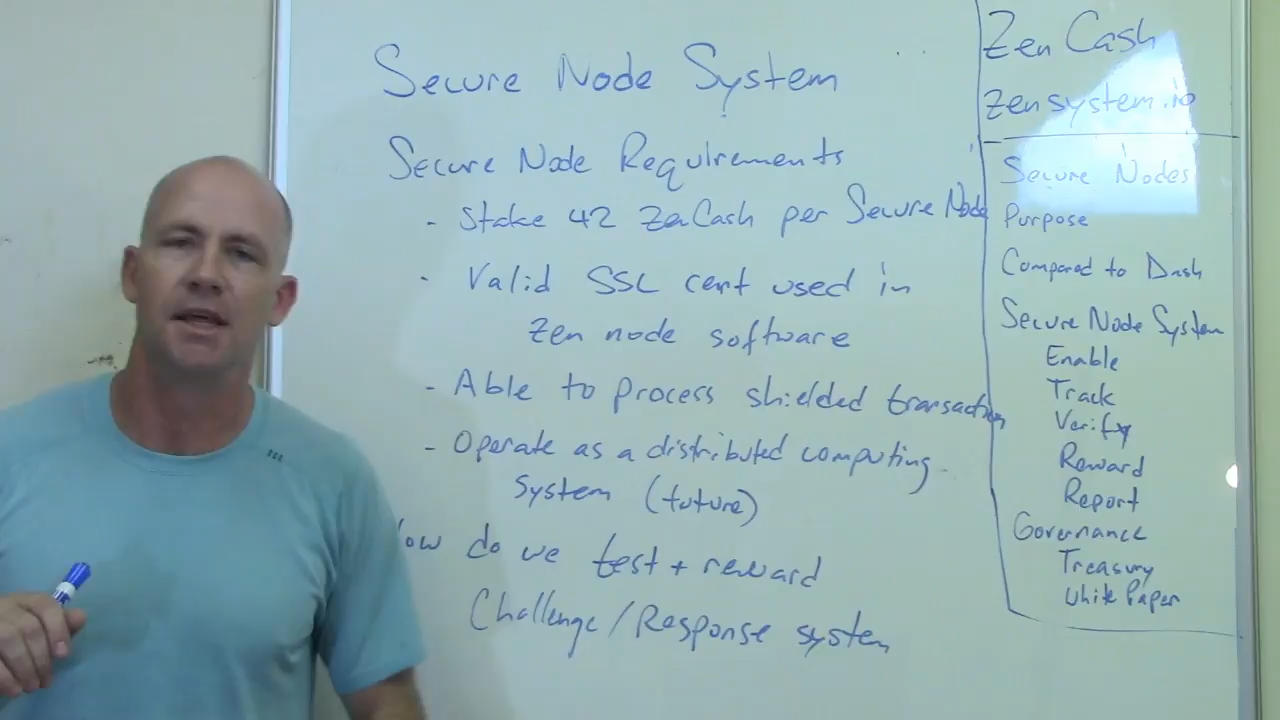 Secure Node System
Secure Node Requirements
- Stake 42 ZenCash per Secure Node
- Valid SSL cert used in
Zen node software
- Able to process shielded transaction
- Operate as a distributed computing
System (future)
How do we test + reward
Challenge/Response system
Zen Cash
Zensystem.io
Secure Nodes
Purpose
Compared to Dash
Secure Node System
Enable
Track
Verify
Reward
Report
Governance
Treasury
White Paper